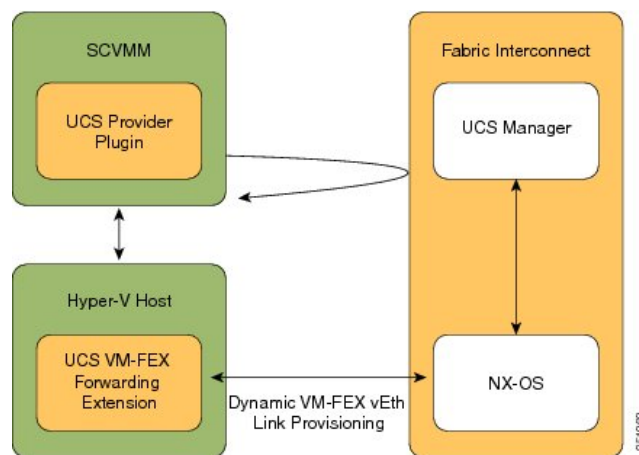 SCVMM
UCS Provider
Plugin
Fabric Interconnect
UCS Manager
Hyper-V Host
UCS VM-FEX
Forwarding
Extension
Dynamic VM-FEX vEth
Link Provisioning
NX-OS